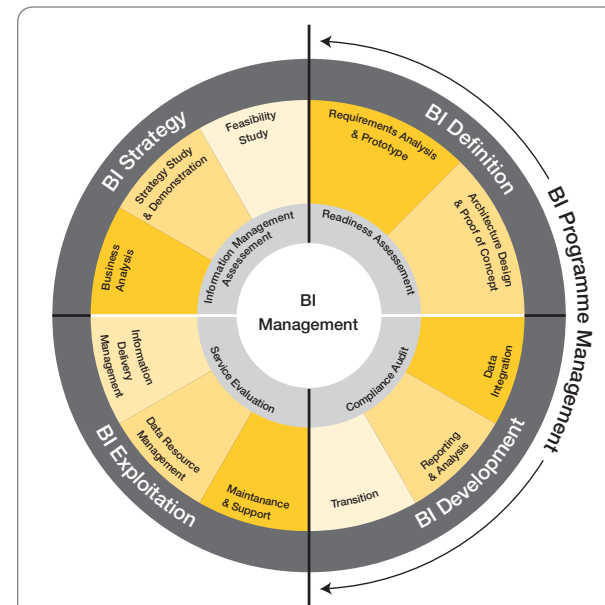 BI Strategy
Feasibility
Study
Strategy Study
& Demonstration
Business
Analysis
Information Management
Assessment
BI Definition
Requirements Analysis
& Prototype
Architecture Design
& Proof of Concept
Readiness Assessment
BI
Management
BI Programme Management
Information
Delivery
Management
Data Resource
Management
Maintanance
& Support
Service Evaluation
BI Exploitation
Compliance Audit
Data
Integration
Reporting
& Analysis
Transition
BI Development